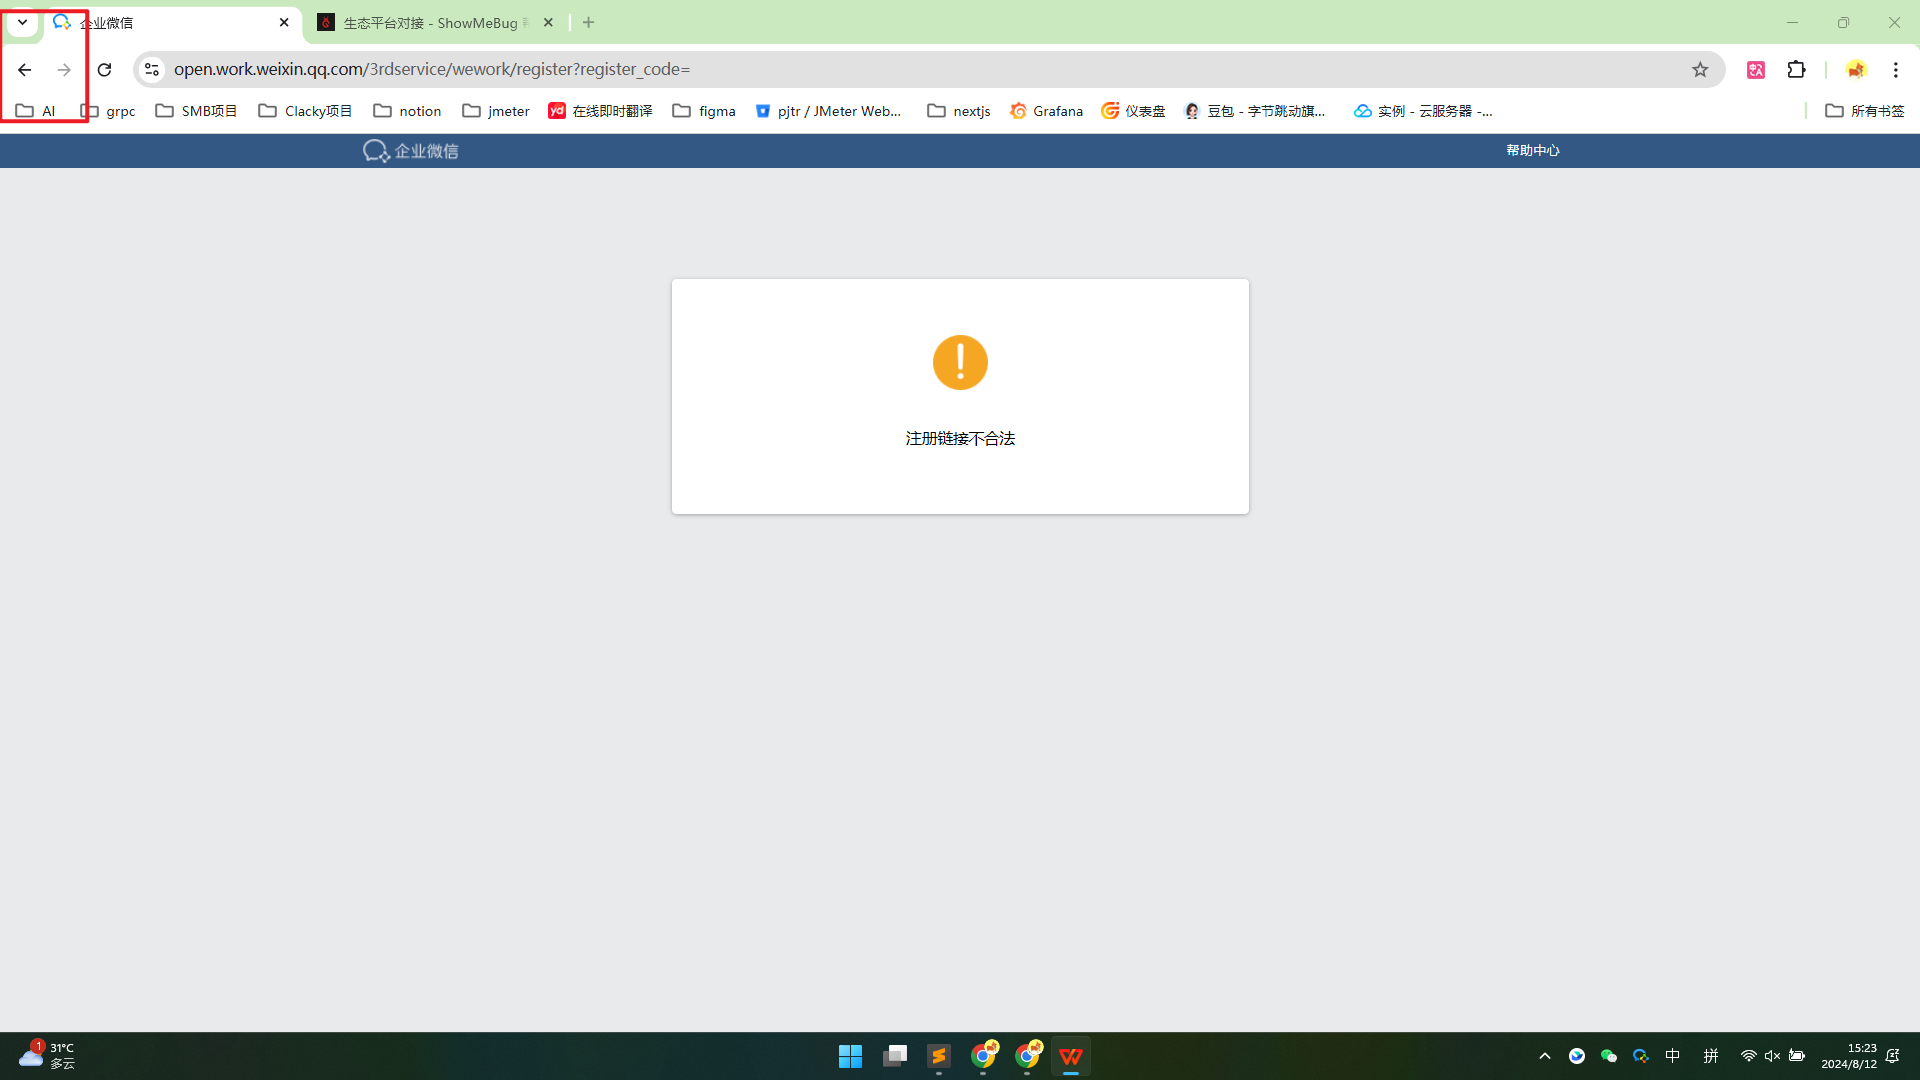 企业微信
生态平台对接 - ShowMeBug
open.work.weixin.qq.com/3rdservice/wework/register?register_code=
AI
grpc
SMB项目
Clacky项目
notion
jmeter
yd 在线即时翻译
figma
pjtr / JMeter Web...
nextjs
Grafana
仪表盘
豆包 - 字节跳动旗...
实例 - 云服务器 -...
所有书签
企业微信
帮助中心
注册链接不合法
1
31°C
多云
中
拼
15:23
2024/8/12